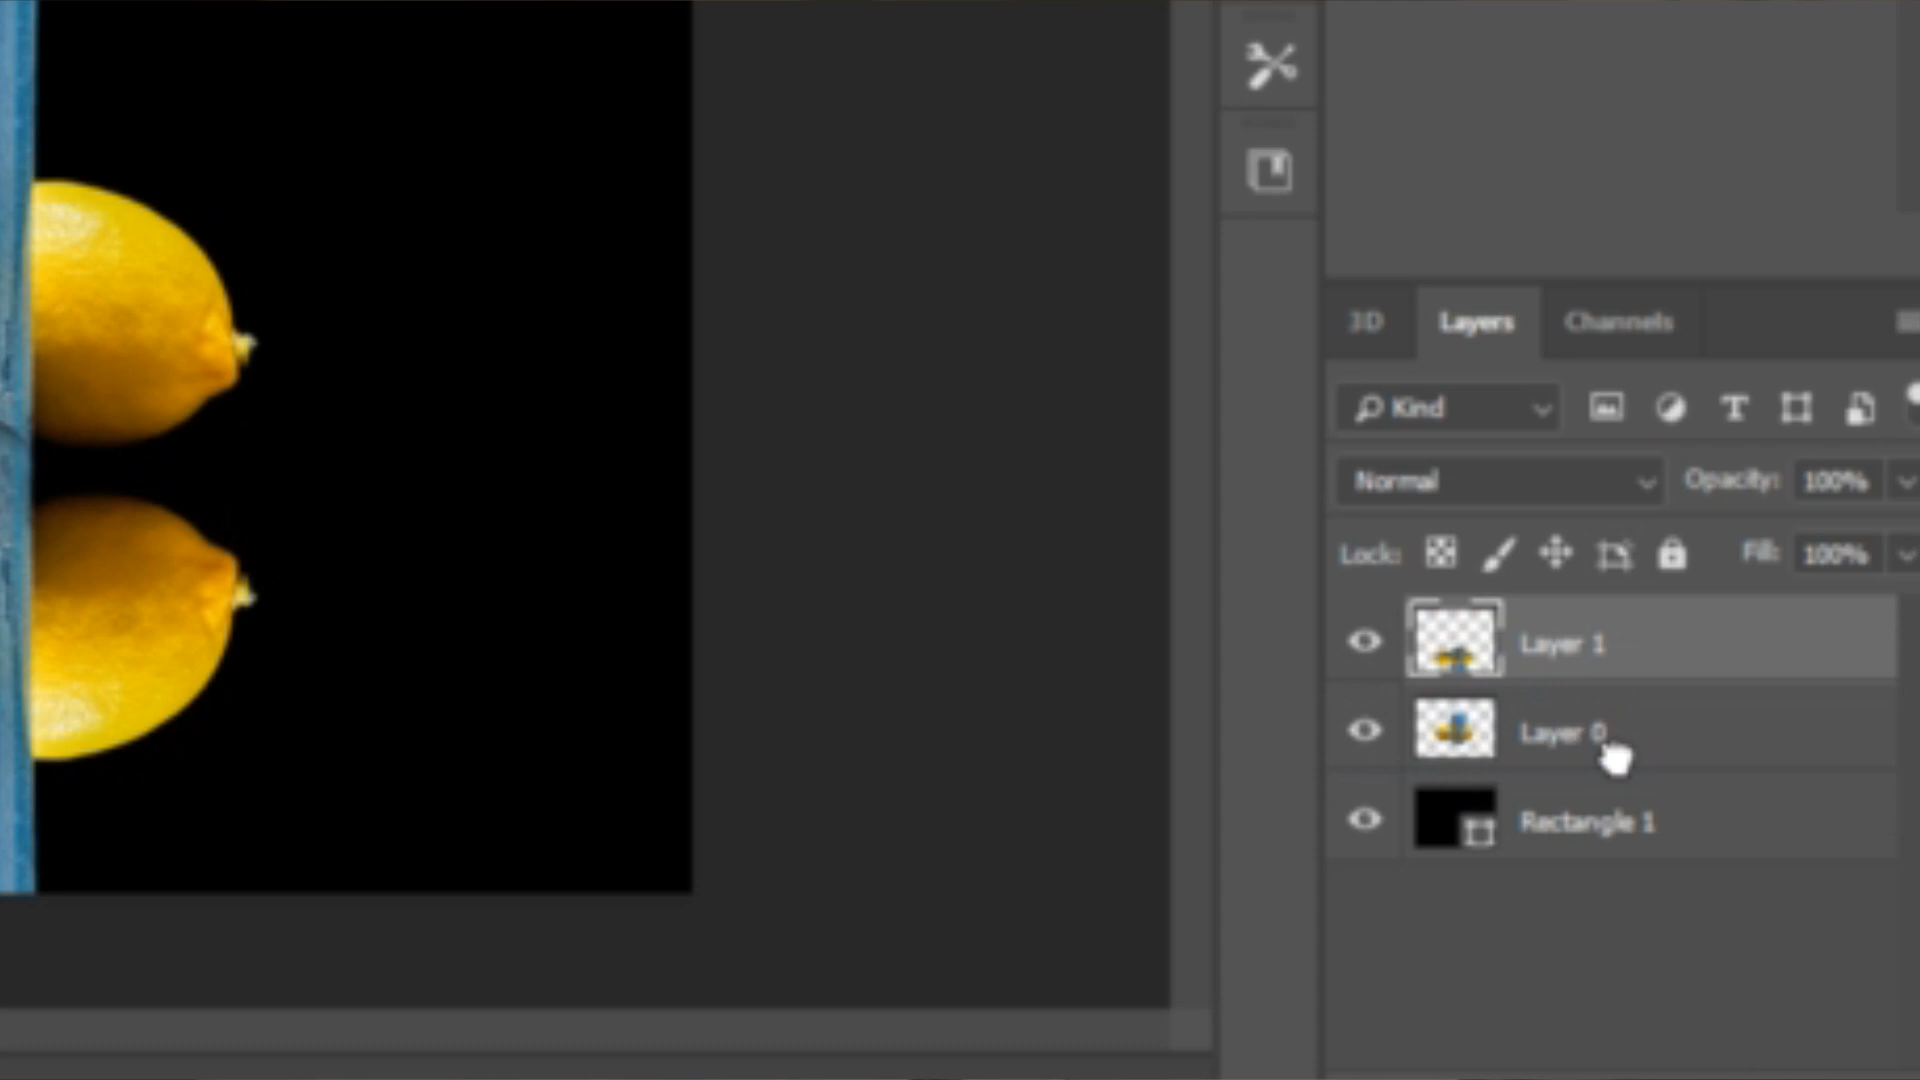 3D Layers Channels
Kind
Normal Opacity: 100%
Lock: Fill: 100%
Layer 1
Layer 0
Rectangle 1